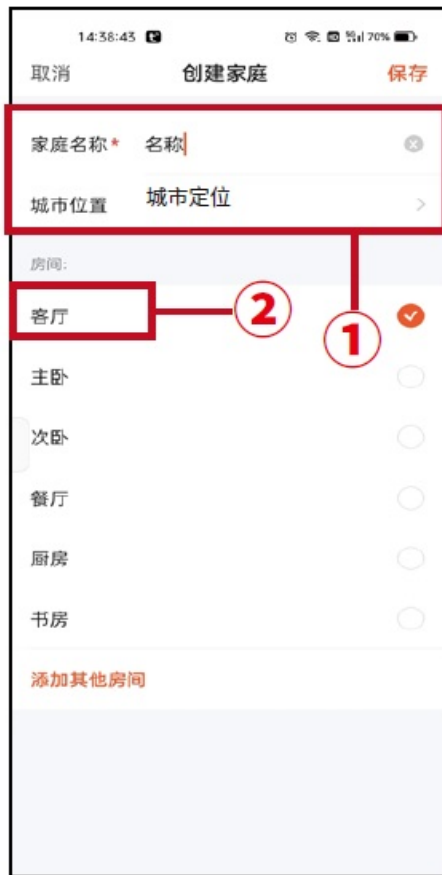 14:38:43 70%
取消 创建家庭 保存
家庭名称* 名称
城市位置 城市定位 >
①
房间:
客厅 ②
主卧
次卧
餐厅
厨房
书房
添加其他房间